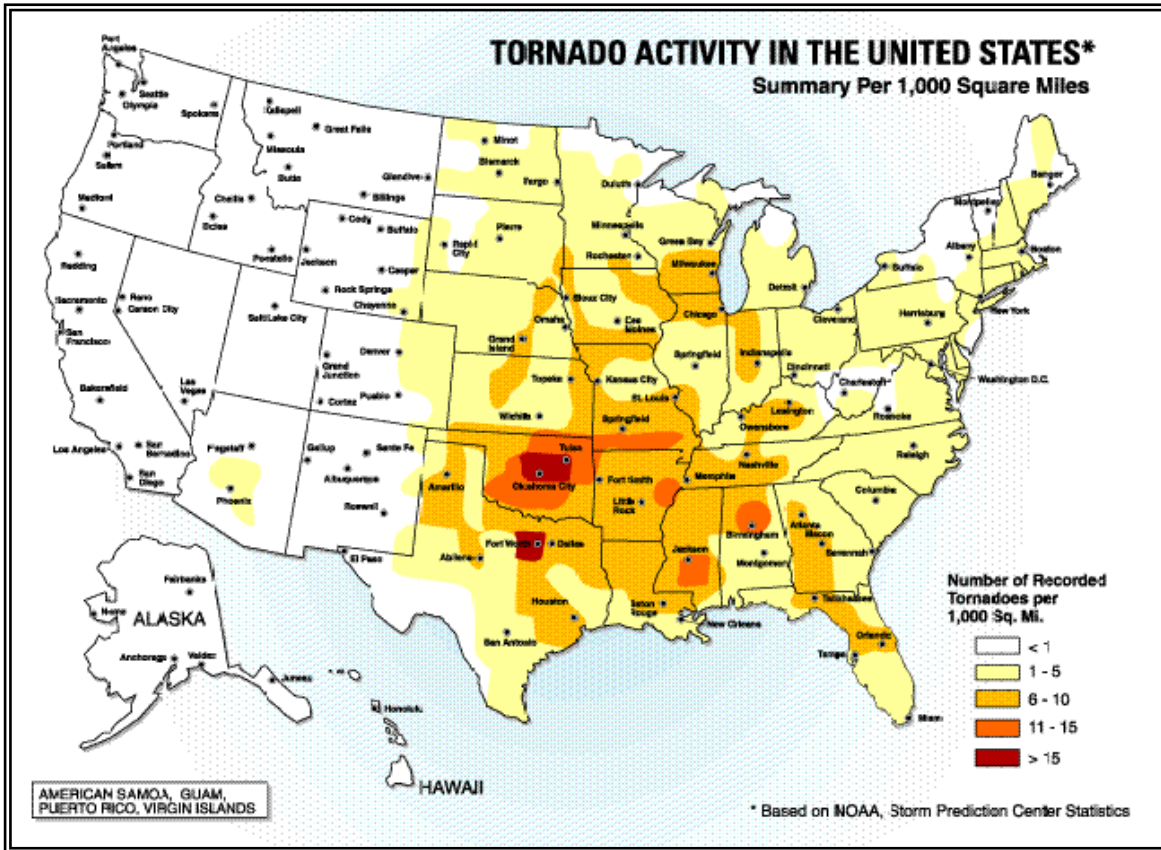 TORNADO ACTIVITY IN THE UNITED STATES*
Summary Per 1,000 Square Miles
Port
Angeles
Seattle
Olympia
Spokane
Portland
Salem
Medford
Kalispell
Great Falls
Missoula
Butte
Glendive
Billings
Challis
Boise
Pocatello
Cody
Buffalo
Jackson
Casper
Rock Springs
Cheyenne
Minot
Bismarck
Fargo
Pierre
Rapid
City
Duluth
Minneapolis
Rochester
Green Bay
Milwaukee
Detroit
Bangor
Montpelier
Albany
Boston
Buffalo
New York
Harrisburg
Cleveland
Washington D.C.
Redding
Sacramento
San
Francisco
Reno
Carson City
Salt Lake City
Bakersfield
Las
Vegas
Los Angeles
San
Bernardino
San
Diego
Denver
Grand
Junction
Cortez
Pueblo
Flagstaff
Phoenix
Gallup
Santa Fe
Albuquerque
Roswell
El Paso
Sioux City
Omaha
Grand
Island
Des
Moines
Chicago
Springfield
Indianapolis
Cincinnati
Charleston
Roanoke
Topeka
Kansas City
St. Louis
Wichita
Springfield
Lexington
Owensboro
Nashville
Raleigh
Tulsa
Oklahoma City
Fort Smith
Memphis
Little
Rock
Amarillo
Columbia
Atlanta
Macon
Savannah
Birmingham
Montgomery
Jackson
Fort Worth
Dallas
Abilene
Houston
San Antonio
Baton
Rouge
New Orleans
Tallahassee
Orlando
Tampa
Miami
Fairbanks
Nome
ALASKA
Anchorage
Valdez
Juneau
Honolulu
HAWAII
Number of Recorded
Tornadoes per
1,000 Sq. Mi.
< 1
1 - 5
6 - 10
11 - 15
> 15
AMERICAN SAMOA, GUAM,
PUERTO RICO, VIRGIN ISLANDS
* Based on NOAA, Storm Prediction Center Statistics